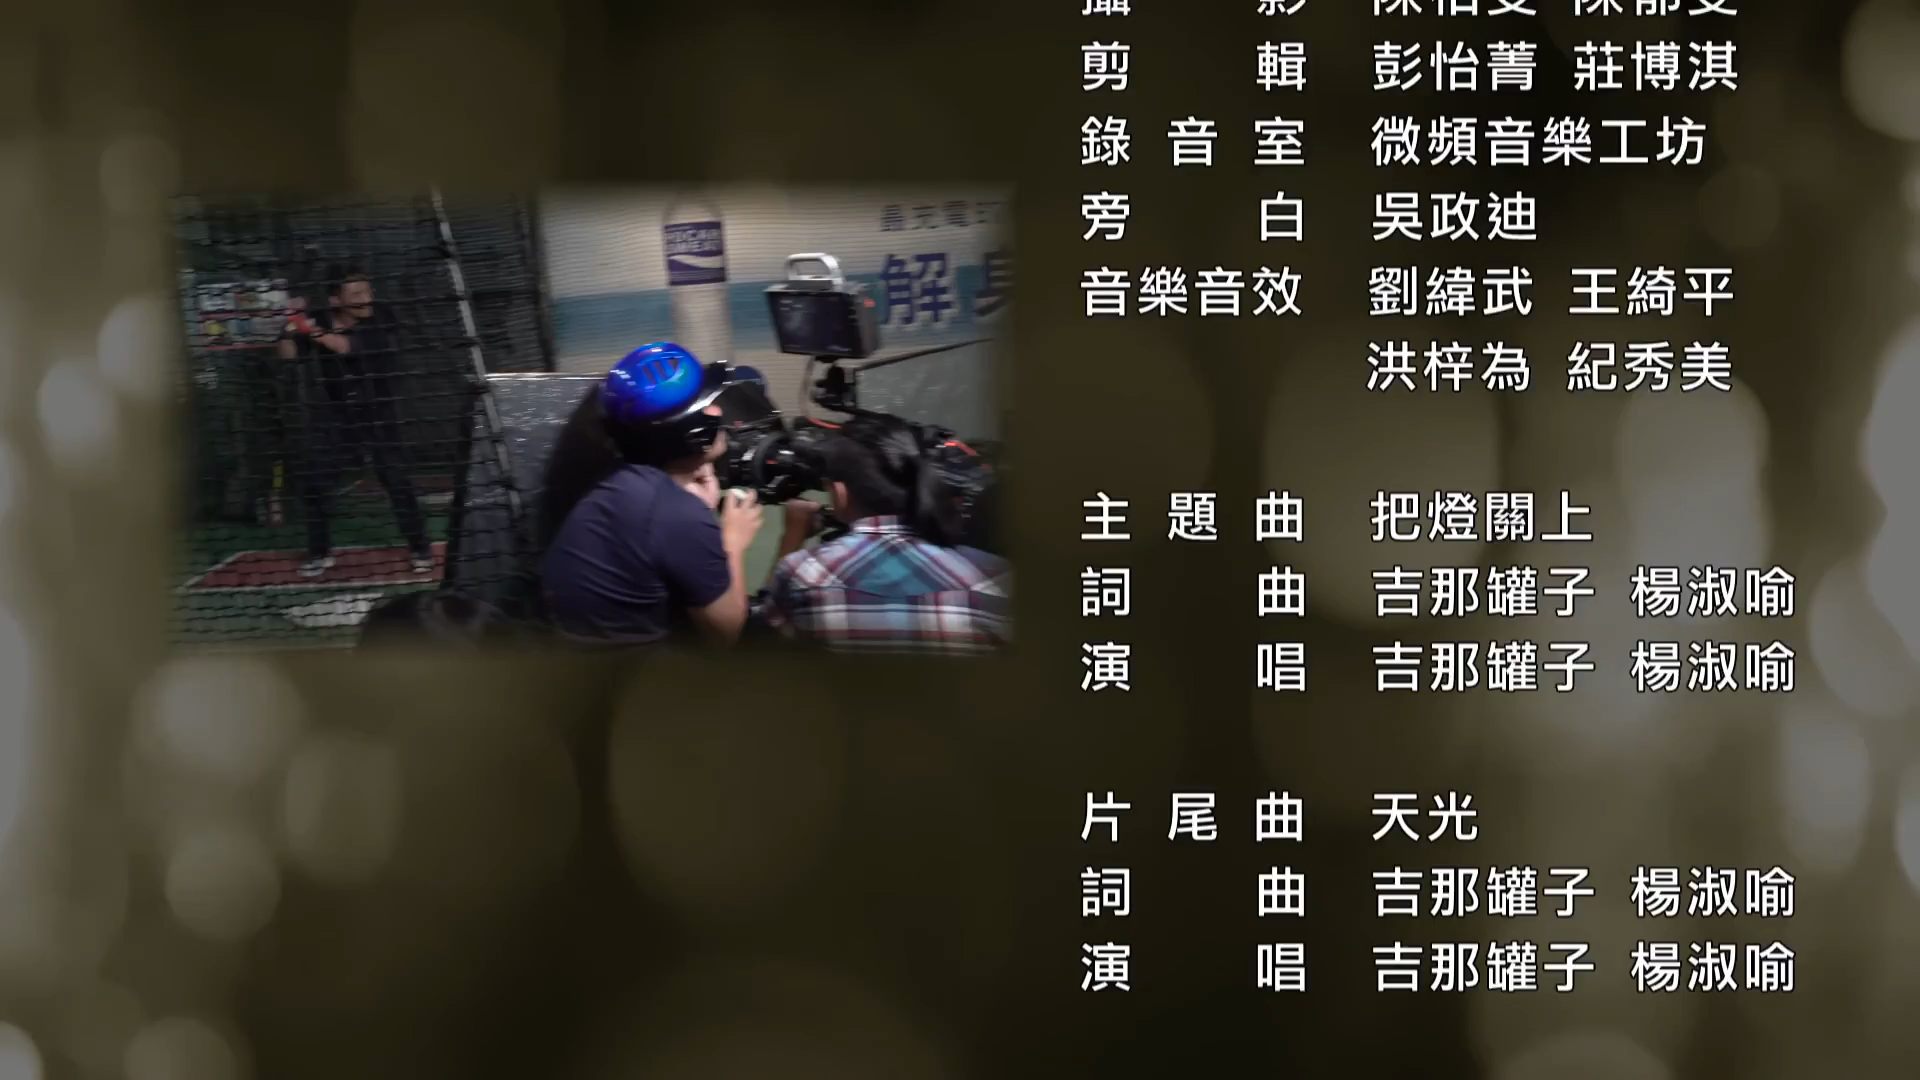 剪輯 彭怡菁 莊博淇
錄音室 微頻音樂工坊
旁白 吳政迪
音樂音效 劉緯武 王綺平
洪梓為 紀秀美
主題曲 把燈關上
詞曲 吉那罐子 楊淑喻
演唱 吉那罐子 楊淑喻
片尾曲 天光
詞曲 吉那罐子 楊淑喻
演唱 吉那罐子 楊淑喻
解